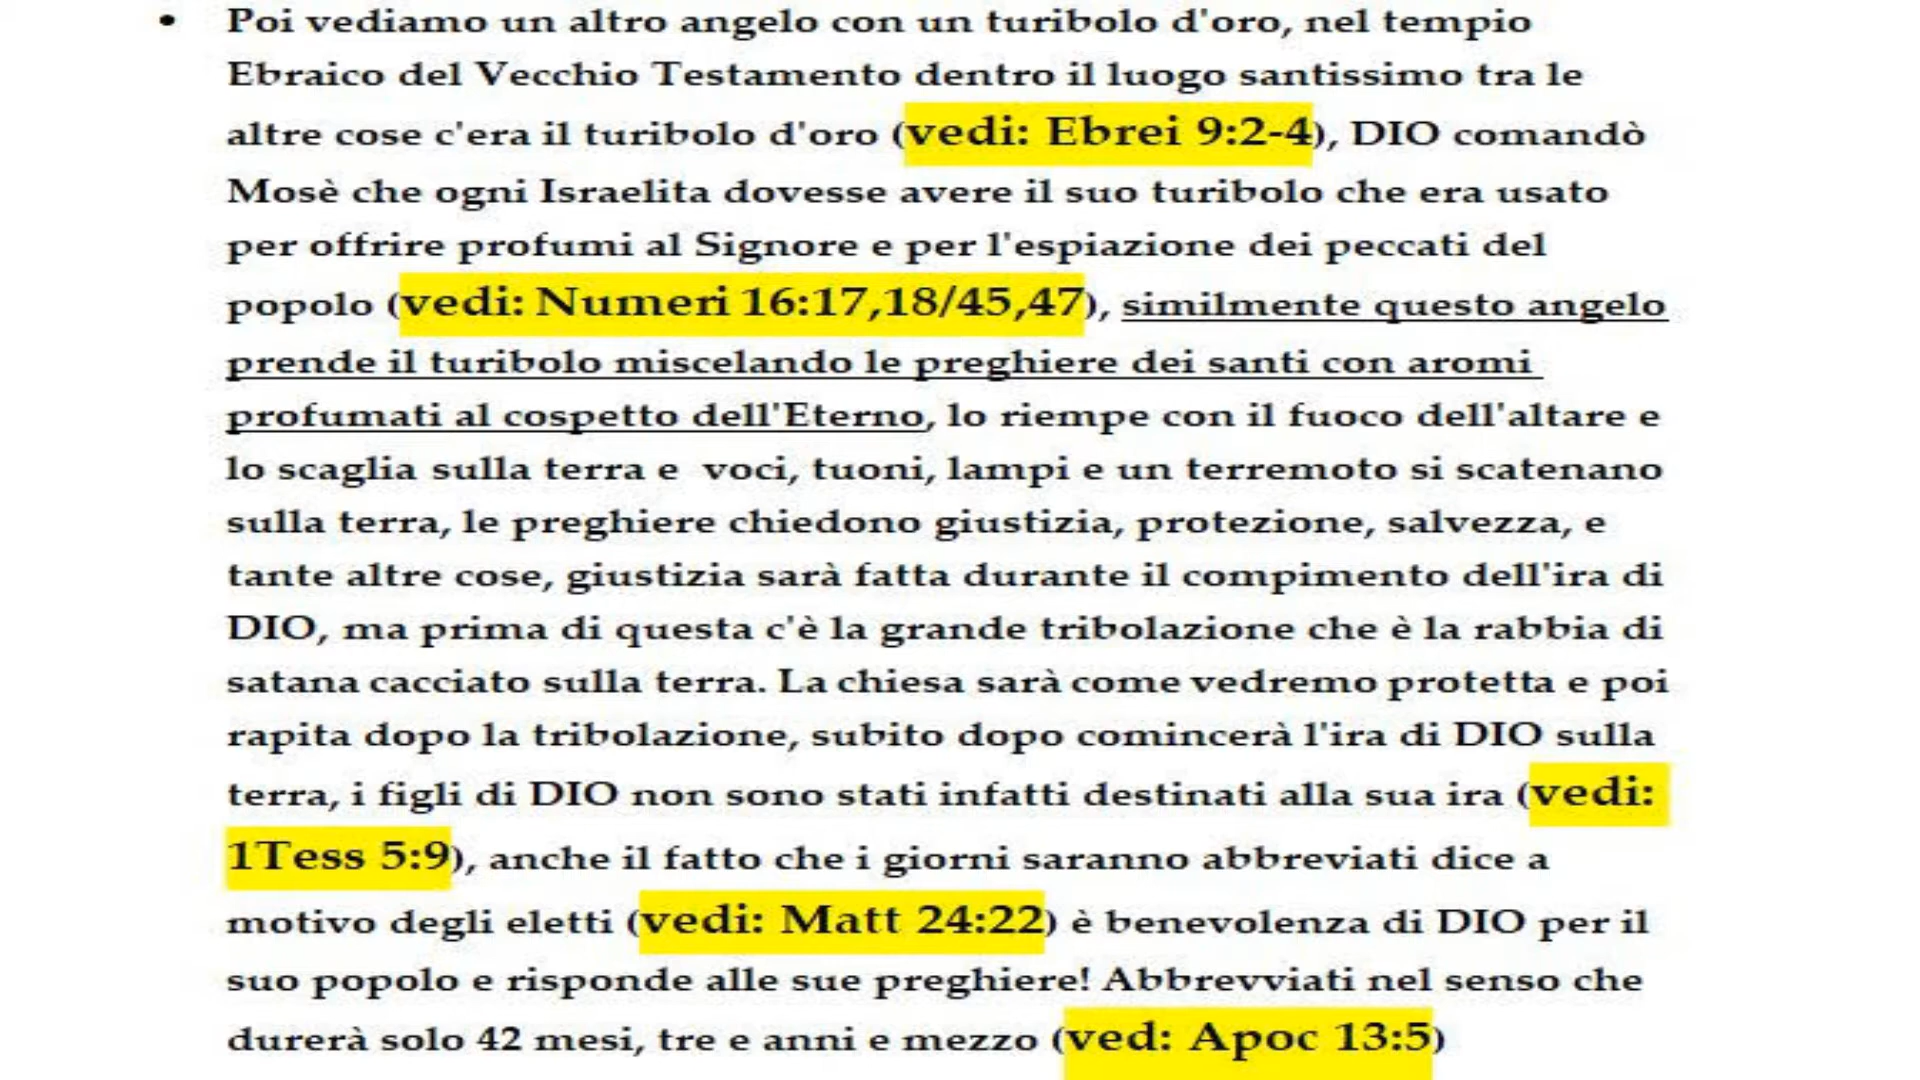 • Poi vediamo un altro angelo con un turibolo d'oro, nel tempio
Ebraico del Vecchio Testamento dentro il luogo santissimo tra le
altre cose c'era il turibolo d'oro (vedi: Ebrei 9:2-4), DIO comandò
Mosè che ogni Israelita dovesse avere il suo turibolo che era usato
per offrire profumi al Signore e per l'espiazione dei peccati del
popolo (vedi: Numeri 16:17,18/45,47), similmente questo angelo
prende il turibolo miscelando le preghiere dei santi con aromi
profumati al cospetto dell'Eterno, lo riempe con il fuoco dell'altare e
lo scaglia sulla terra e voci, tuoni, lampi e un terremoto si scatenano
sulla terra, le preghiere chiedono giustizia, protezione, salvezza, e
tante altre cose, giustizia sarà fatta durante il compimento dell'ira di
DIO, ma prima di questa c'è la grande tribolazione che è la rabbia di
satana cacciato sulla terra. La chiesa sarà come vedremo protetta e poi
rapita dopo la tribolazione, subito dopo comincerà l'ira di DIO sulla
terra, i figli di DIO non sono stati infatti destinati alla sua ira (vedi:
1Tess 5:9), anche il fatto che i giorni saranno abbreviati dice a
motivo degli eletti (vedi: Matt 24:22) è benevolenza di DIO per il
suo popolo e risponde alle sue preghiere! Abbrevviati nel senso che
durerà solo 42 mesi, tre e anni e mezzo (ved: Apoc 13:5)